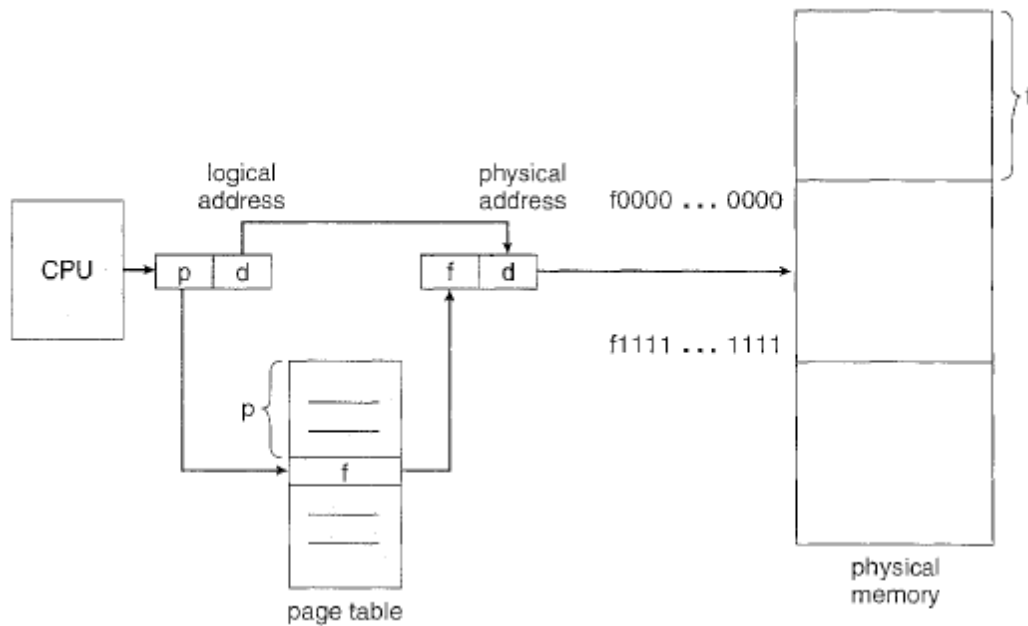 logical
address
physical
address
f0000 ... 0000
CPU
p
d
f
d
f1111 ... 1111
p
f
page table
physical
memory